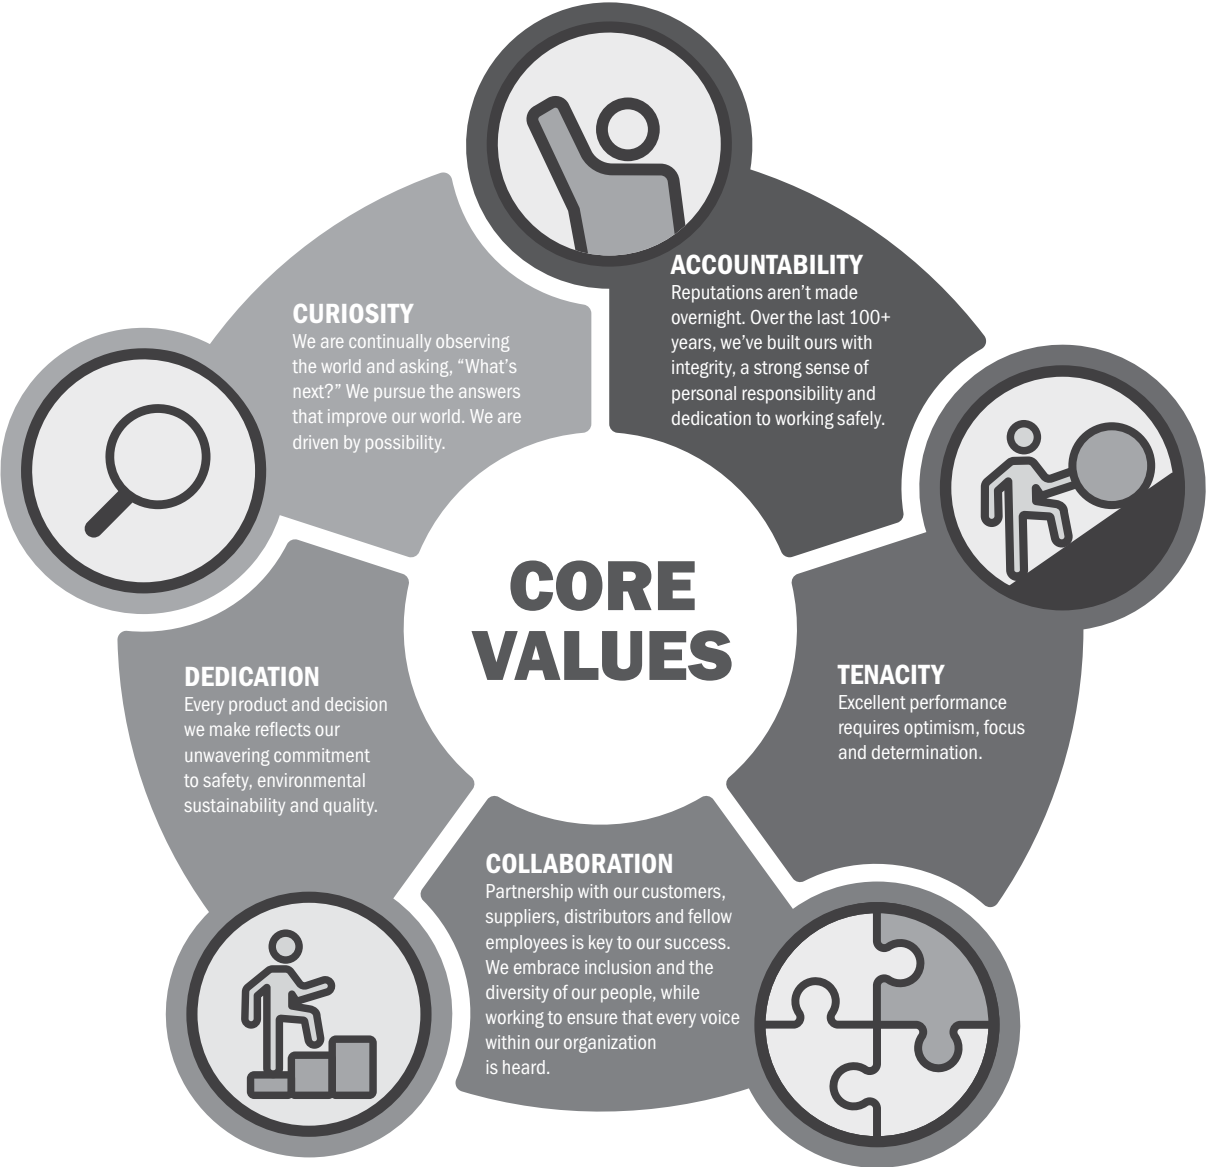 ACCOUNTABILITY
Reputations aren’t made
overnight. Over the last 100+
years, we’ve built ours with
integrity, a strong sense of
personal responsibility and
dedication to working safely.
CURIOSITY
We are continually observing
the world and asking, “What’s
next?” We pursue the answers
that improve our world. We are
driven by possibility.
CORE
VALUES
DEDICATION
Every product and decision
we make reflects our
unwavering commitment
to safety, environmental
sustainability and quality.
TENACITY
Excellent performance
requires optimism, focus
and determination.
COLLABORATION
Partnership with our customers,
suppliers, distributors and fellow
employees is key to our success.
We embrace inclusion and the
diversity of our people, while
working to ensure that every voice
within our organization
is heard.